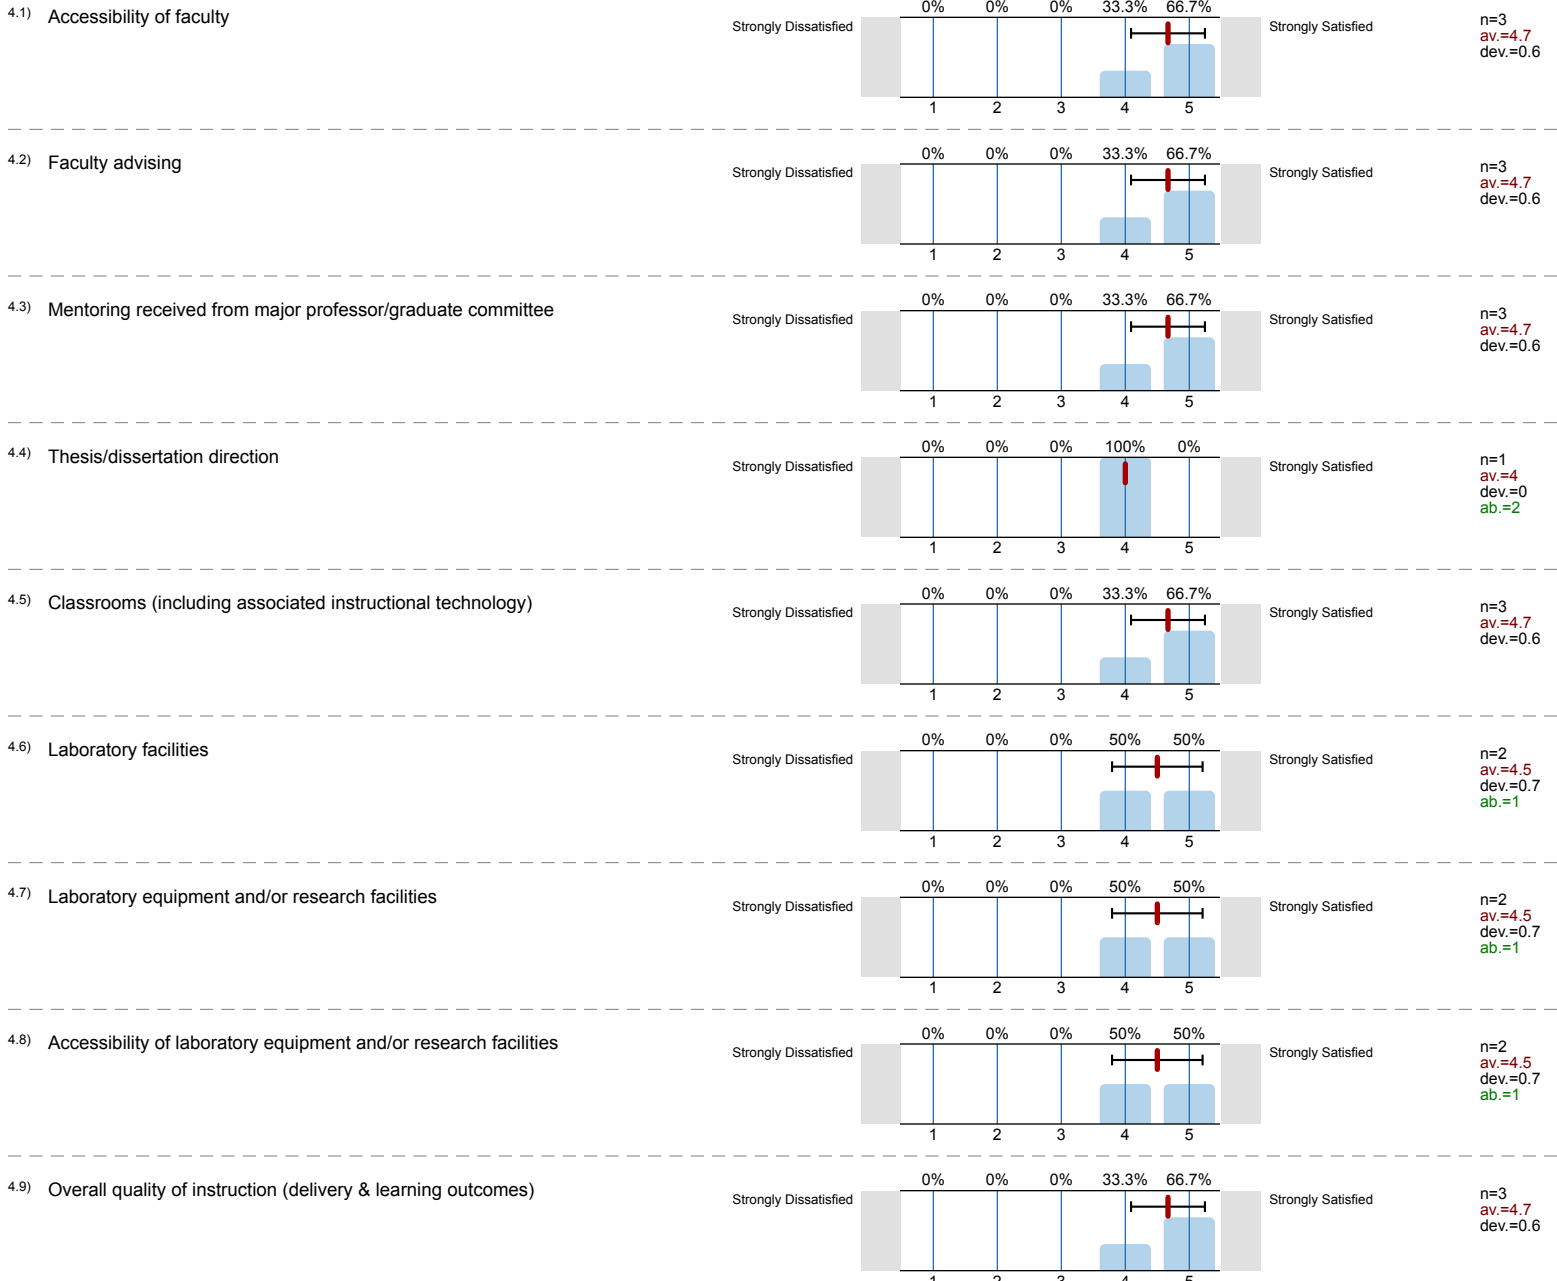 4.1) Accessibility of faculty
0% 0% 0% 33.3% 66.7%
Strongly Dissatisfied Strongly Satisfied
n=3
av.=4.7
dev.=0.6
1 2 3 4 5
4.2) Faculty advising
0% 0% 0% 33.3% 66.7%
Strongly Dissatisfied Strongly Satisfied
n=3
av.=4.7
dev.=0.6
1 2 3 4 5
4.3) Mentoring received from major professor/graduate committee
0% 0% 0% 33.3% 66.7%
Strongly Dissatisfied Strongly Satisfied
n=3
av.=4.7
dev.=0.6
1 2 3 4 5
4.4) Thesis/dissertation direction
0% 0% 0% 100% 0%
Strongly Dissatisfied Strongly Satisfied
n=1
av.=4
dev.=0
ab.=2
1 2 3 4 5
4.5) Classrooms (including associated instructional technology)
0% 0% 0% 33.3% 66.7%
Strongly Dissatisfied Strongly Satisfied
n=3
av.=4.7
dev.=0.6
1 2 3 4 5
4.6) Laboratory facilities
0% 0% 0% 50% 50%
Strongly Dissatisfied Strongly Satisfied
n=2
av.=4.5
dev.=0.7
ab.=1
1 2 3 4 5
4.7) Laboratory equipment and/or research facilities
0% 0% 0% 50% 50%
Strongly Dissatisfied Strongly Satisfied
n=2
av.=4.5
dev.=0.7
ab.=1
1 2 3 4 5
4.8) Accessibility of laboratory equipment and/or research facilities
0% 0% 0% 50% 50%
Strongly Dissatisfied Strongly Satisfied
n=2
av.=4.5
dev.=0.7
ab.=1
1 2 3 4 5
4.9) Overall quality of instruction (delivery & learning outcomes)
0% 0% 0% 33.3% 66.7%
Strongly Dissatisfied Strongly Satisfied
n=3
av.=4.7
dev.=0.6
1 2 3 4 5